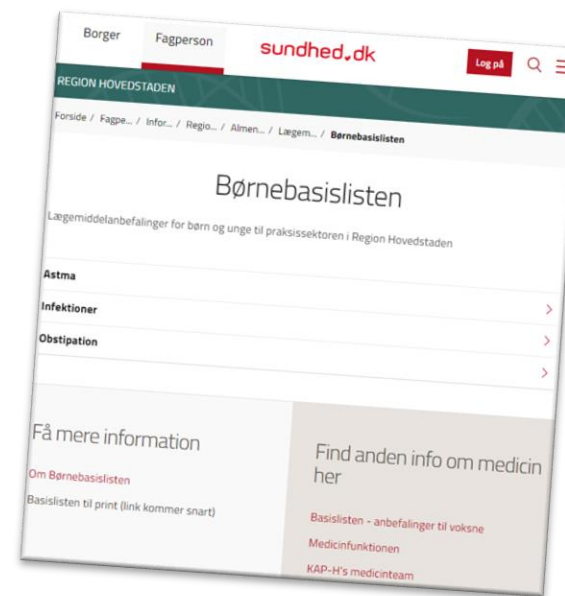 Borger
Fagperson
sundhed.dk
Log på
REGION HOVEDSTADEN
Forside / Fagpe... / Infor... / Regio... / Almen... / Lægem... / Børnebasislisten
Børnebasislisten
Lægemiddelanbefalinger for børn og unge til praksissektoren i Region Hovedstaden
Astma
Infektioner
Obstipation
Få mere information
Om Børnebasislisten
Basislisten til print (link kommer snart)
Find anden info om medicin
her
Basislisten - anbefalinger til voksne
Medicinfunktionen
KAP-H's medicinteam